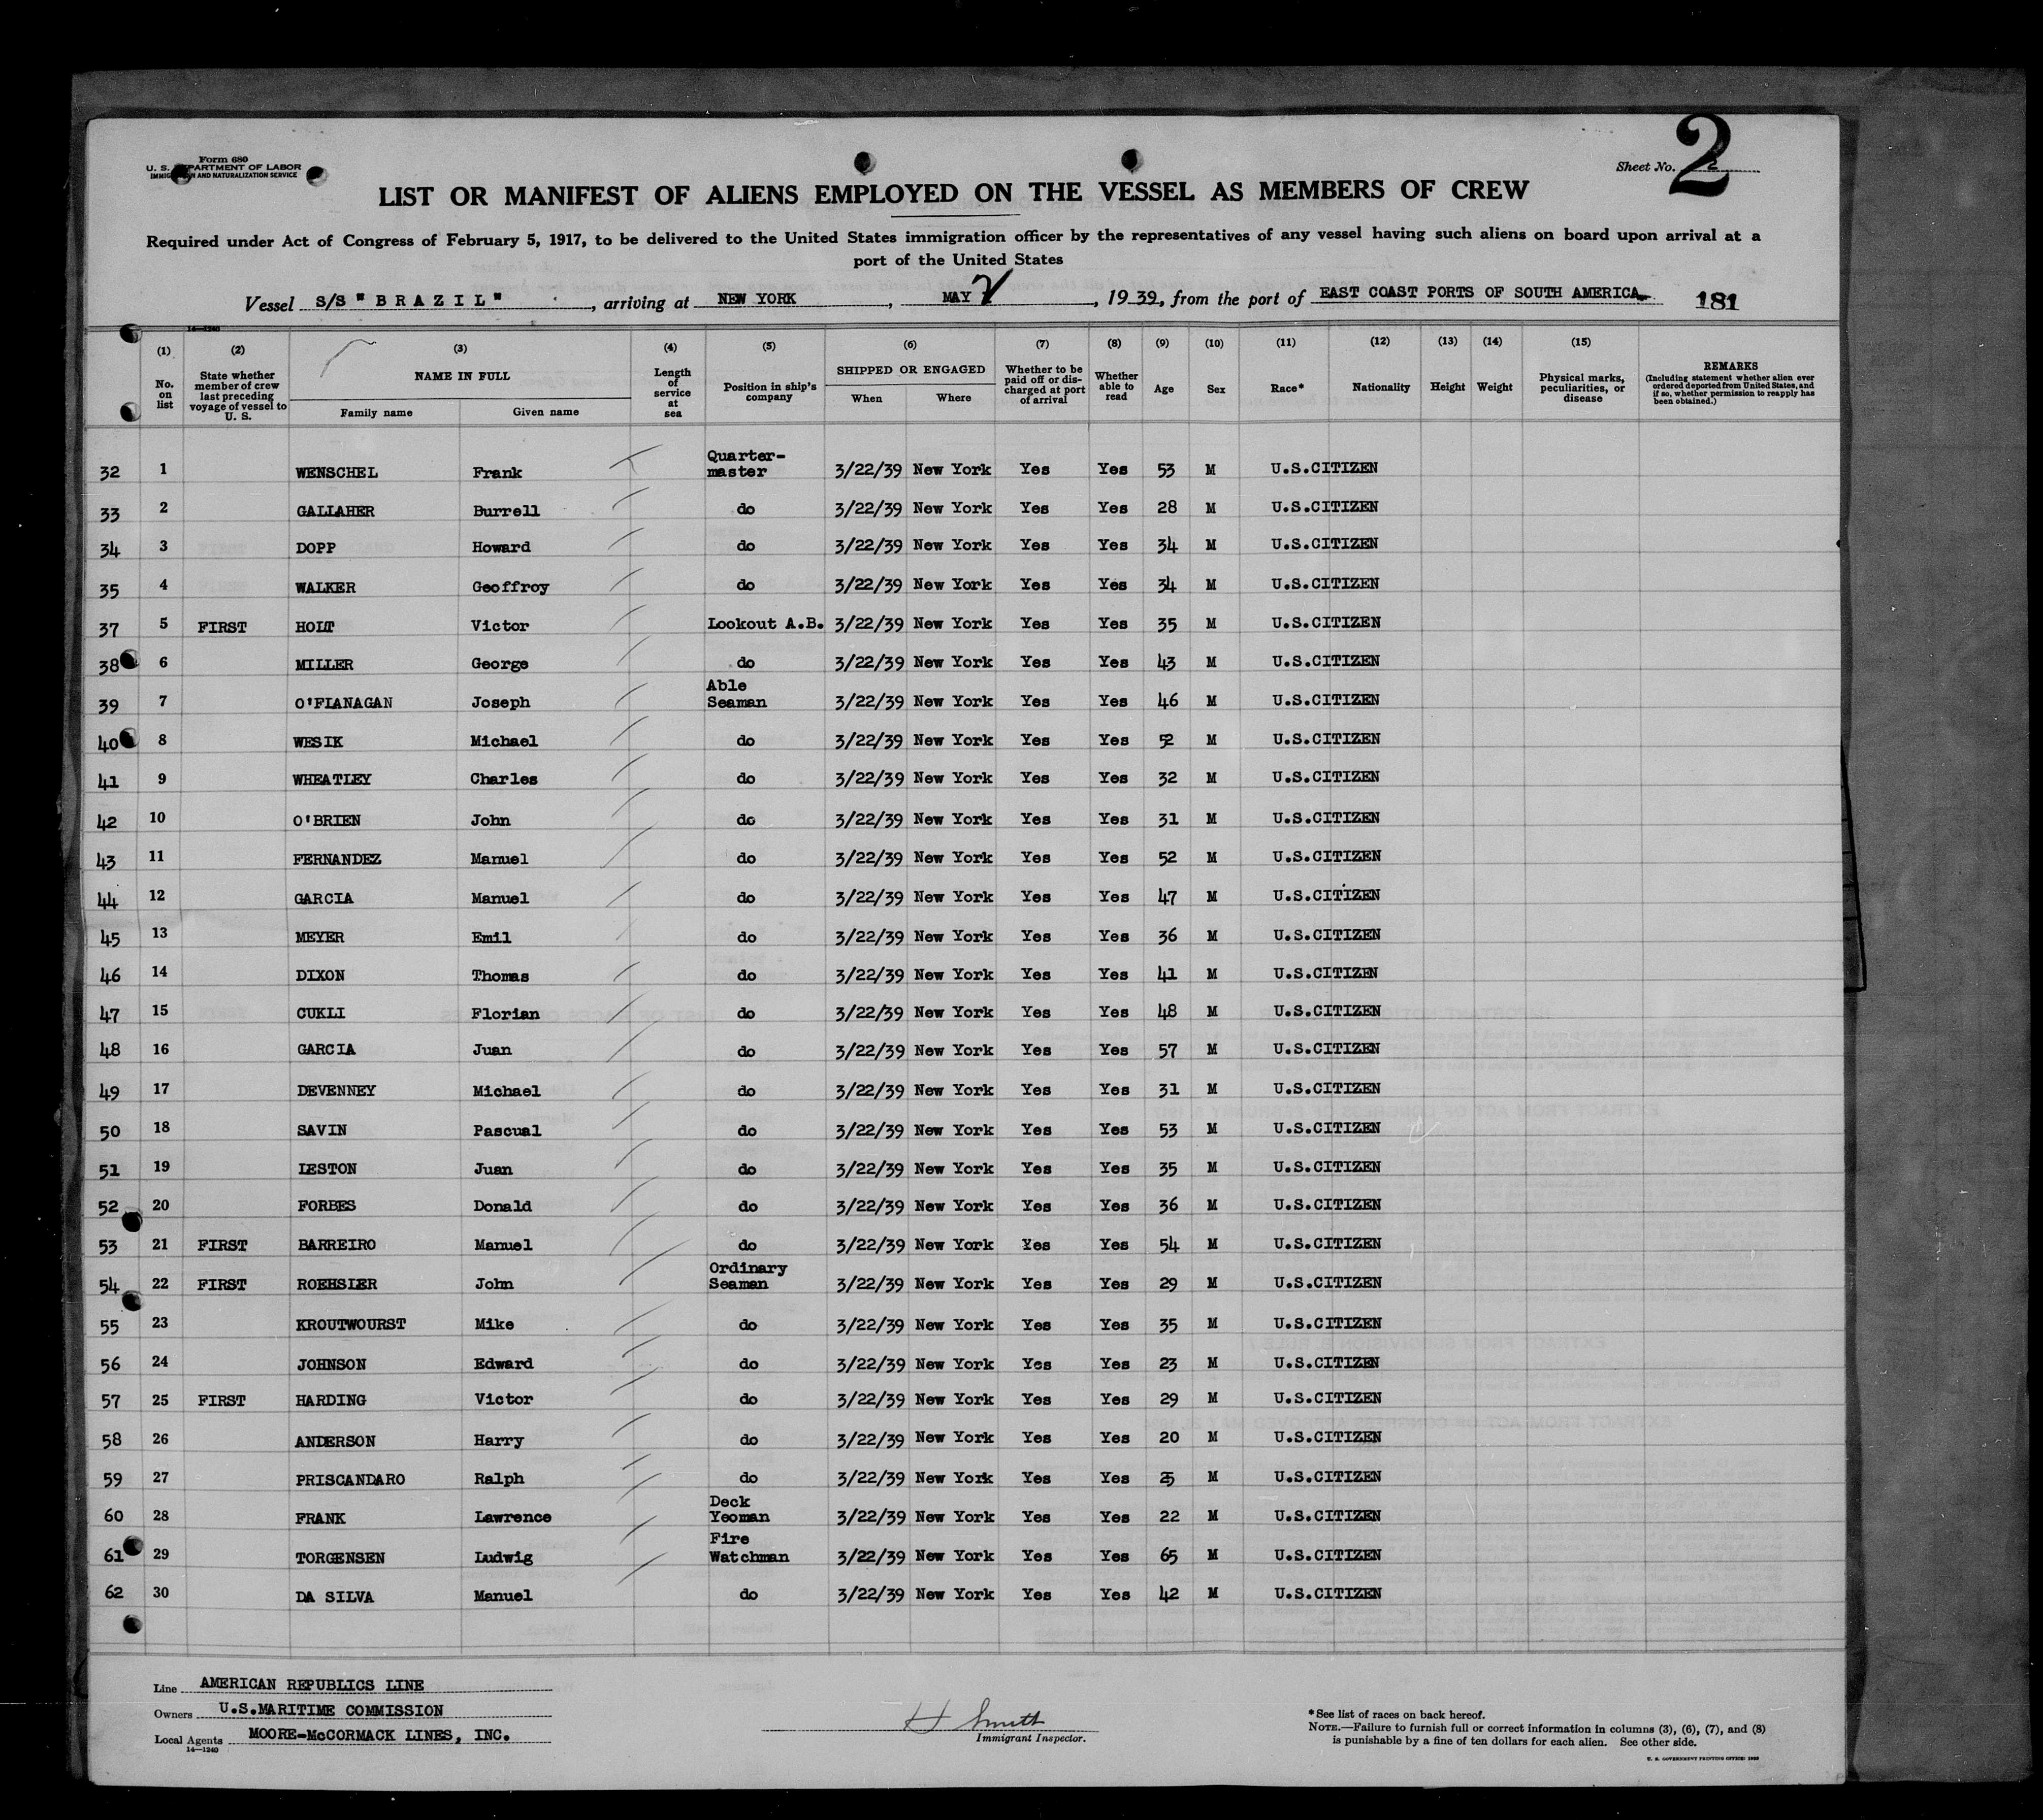 Form 680
U. S. DEPARTMENT OF LABOR
IMMIGRATION AND NATURALIZATION SERVICE
Sheet No. 2
2
LIST OR MANIFEST OF ALIENS EMPLOYED ON THE VESSEL AS MEMBERS OF CREW
Required under Act of Congress of February 5, 1917, to be delivered to the United States immigration officer by the representatives of any vessel having such aliens on board upon arrival at a
port of the United States
Vessel S/S "BRAZIL", arriving at NEW YORK, MAY 2, 1939, from the port of EAST COAST PORTS OF SOUTH AMERICA 181
14—1240
(1) (2) (3) (4) (5) (6) (7) (8) (9) (10) (11) (12) (13) (14) (15)
No. on list State whether member of crew last preceding voyage of vessel to U. S. NAME IN FULL Family name Given name Length of service at sea Position in ship's company SHIPPED OR ENGAGED When Where Whether to be paid off or discharged at port of arrival Whether able to read Age Sex Race* Nationality Height Weight Physical marks, peculiarities, or disease REMARKS (Including statement whether alien ever ordered deported from United States, and if so, whether permission to reapply has been obtained.)
32 1 WENSCHEL Frank Quarter-master 3/22/39 New York Yes Yes 53 M U.S.CITIZEN
33 2 GALLAHER Burrell do 3/22/39 New York Yes Yes 28 M U.S.CITIZEN
34 3 DOPP Howard do 3/22/39 New York Yes Yes 34 M U.S.CITIZEN
35 4 WALKER Geoffroy do 3/22/39 New York Yes Yes 34 M U.S.CITIZEN
37 5 FIRST HOLT Victor Lookout A.B. 3/22/39 New York Yes Yes 35 M U.S.CITIZEN
38 6 MILLER George do 3/22/39 New York Yes Yes 43 M U.S.CITIZEN
39 7 O'FLANAGAN Joseph Able Seaman 3/22/39 New York Yes Yes 46 M U.S.CITIZEN
40 8 WESIK Michael do 3/22/39 New York Yes Yes 52 M U.S.CITIZEN
41 9 WHEATLEY Charles do 3/22/39 New York Yes Yes 32 M U.S.CITIZEN
42 10 O'BRIEN John do 3/22/39 New York Yes Yes 31 M U.S.CITIZEN
43 11 FERNANDEZ Manuel do 3/22/39 New York Yes Yes 52 M U.S.CITIZEN
44 12 GARCIA Manuel do 3/22/39 New York Yes Yes 47 M U.S.CITIZEN
45 13 MEYER Emil do 3/22/39 New York Yes Yes 36 M U.S.CITIZEN
46 14 DIXON Thomas do 3/22/39 New York Yes Yes 41 M U.S.CITIZEN
47 15 CUKLI Florian do 3/22/39 New York Yes Yes 48 M U.S.CITIZEN
48 16 GARCIA Juan do 3/22/39 New York Yes Yes 57 M U.S.CITIZEN
49 17 DEVENNEY Michael do 3/22/39 New York Yes Yes 31 M U.S.CITIZEN
50 18 SAVIN Pascual do 3/22/39 New York Yes Yes 53 M U.S.CITIZEN
51 19 LESTON Juan do 3/22/39 New York Yes Yes 35 M U.S.CITIZEN
52 20 FORBES Donald do 3/22/39 New York Yes Yes 36 M U.S.CITIZEN
53 21 FIRST BARREIRO Manuel do 3/22/39 New York Yes Yes 54 M U.S.CITIZEN
54 22 FIRST ROEHSLER John Ordinary Seaman 3/22/39 New York Yes Yes 29 M U.S.CITIZEN
55 23 KROUTWOURST Mike do 3/22/39 New York Yes Yes 35 M U.S.CITIZEN
56 24 JOHNSON Edward do 3/22/39 New York Yes Yes 23 M U.S.CITIZEN
57 25 FIRST HARDING Victor do 3/22/39 New York Yes Yes 29 M U.S.CITIZEN
58 26 ANDERSON Harry do 3/22/39 New York Yes Yes 20 M U.S.CITIZEN
59 27 PRISCANDARO Ralph do 3/22/39 New York Yes Yes 25 M U.S.CITIZEN
60 28 FRANK Lawrence Deck Yeoman 3/22/39 New York Yes Yes 22 M U.S.CITIZEN
61 29 TORGENSEN Ludwig Fire Watchman 3/22/39 New York Yes Yes 65 M U.S.CITIZEN
62 30 DA SILVA Manuel do 3/22/39 New York Yes Yes 42 M U.S.CITIZEN
Line AMERICAN REPUBLICS LINE
Owners U.S.MARITIME COMMISSION
Local Agents MOORE-McCORMACK LINES, INC.
14—1240
H Smith
Immigrant Inspector.
*See list of races on back hereof.
NOTE.—Failure to furnish full or correct information in columns (3), (6), (7), and (8)
is punishable by a fine of ten dollars for each alien. See other side.
U. S. GOVERNMENT PRINTING OFFICE: 1938